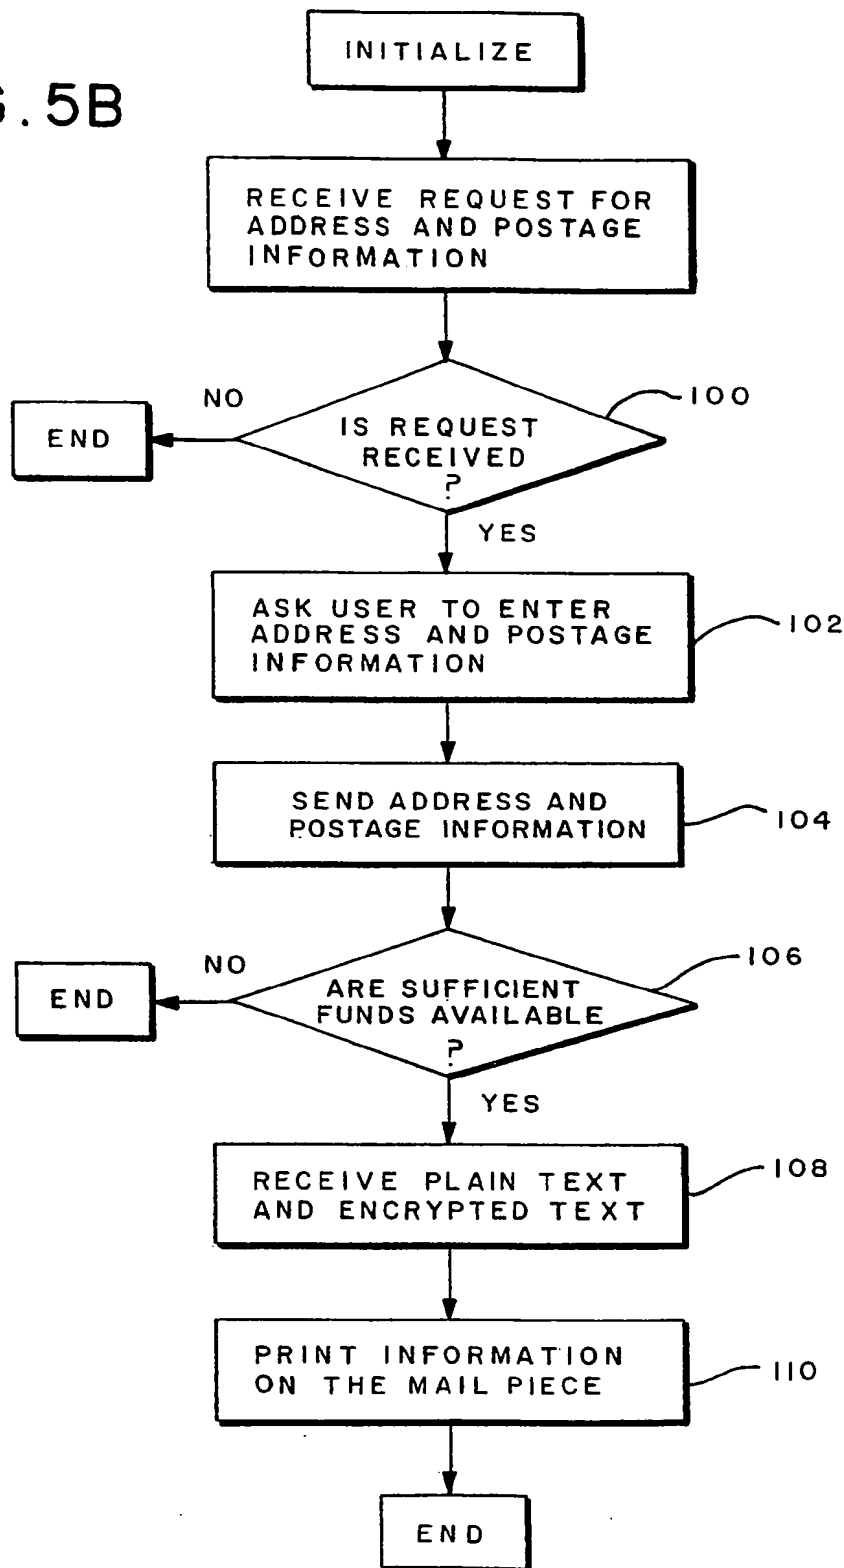 INITIALIZE
G. 5B
RECEIVE REQUEST FOR
ADDRESS AND POSTAGE
INFORMATION
NO
100
END
IS REQUEST
RECEIVED
?
YES
ASK USER TO ENTER
ADDRESS AND POSTAGE
INFORMATION
102
SEND ADDRESS AND
POSTAGE INFORMATION
104
NO
106
END
ARE SUFFICIENT
FUNDS AVAILABLE
?
YES
RECEIVE PLAIN TEXT
AND ENCRYPTED TEXT
108
PRINT INFORMATION
ON THE MAIL PIECE
110
END